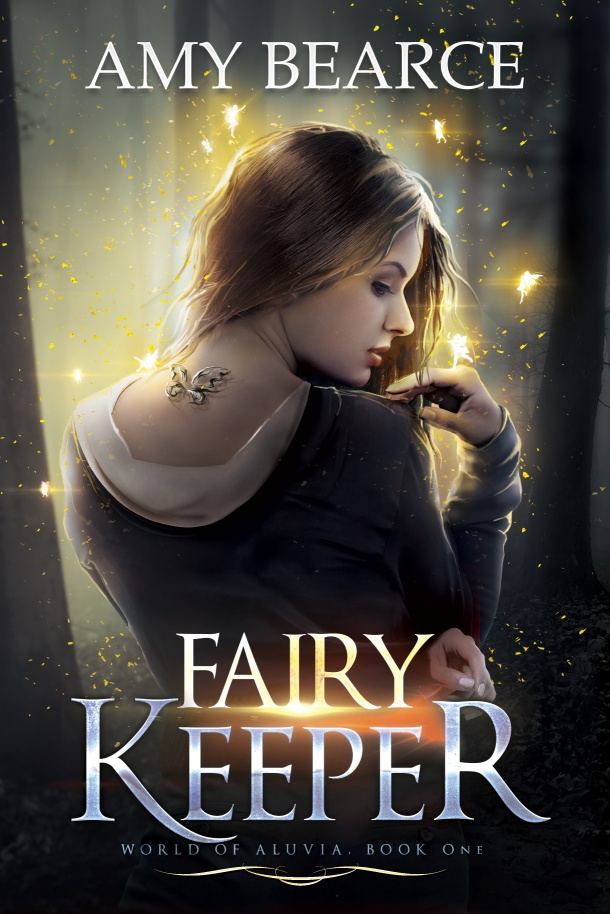 AMY BEARCE
FAIRY
KEEPER
WORLD OF ALUVIA, BOOK ONE